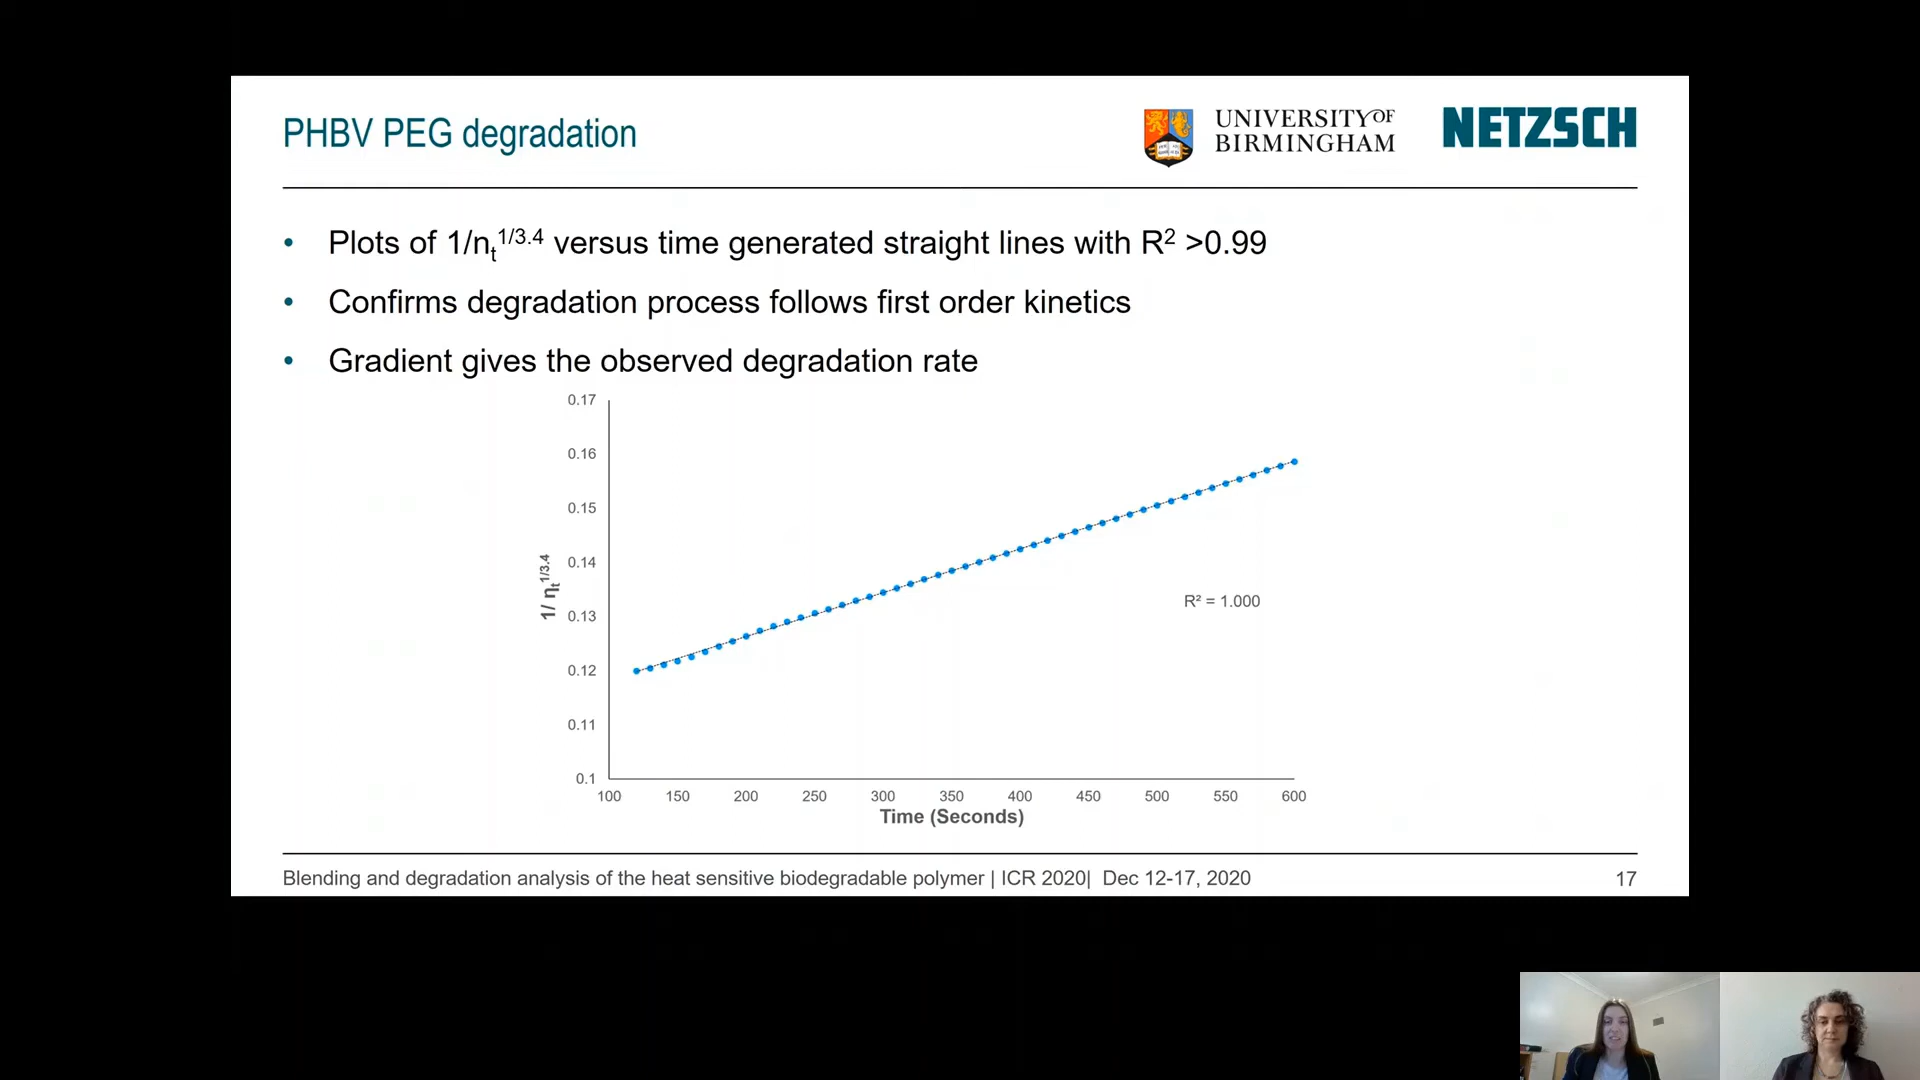 PHBV PEG degradation
UNIVERSITY OF
BIRMINGHAM
NETZSCH
• Plots of 1/nt^1/3.4 versus time generated straight lines with R² >0.99
• Confirms degradation process follows first order kinetics
• Gradient gives the observed degradation rate
0.17
0.16
0.15
0.14
0.13
0.12
0.11
0.1
1/ ηt^1/3.4
R² = 1.000
100 150 200 250 300 350 400 450 500 550 600
Time (Seconds)
Blending and degradation analysis of the heat sensitive biodegradable polymer | ICR 2020| Dec 12-17, 2020
17